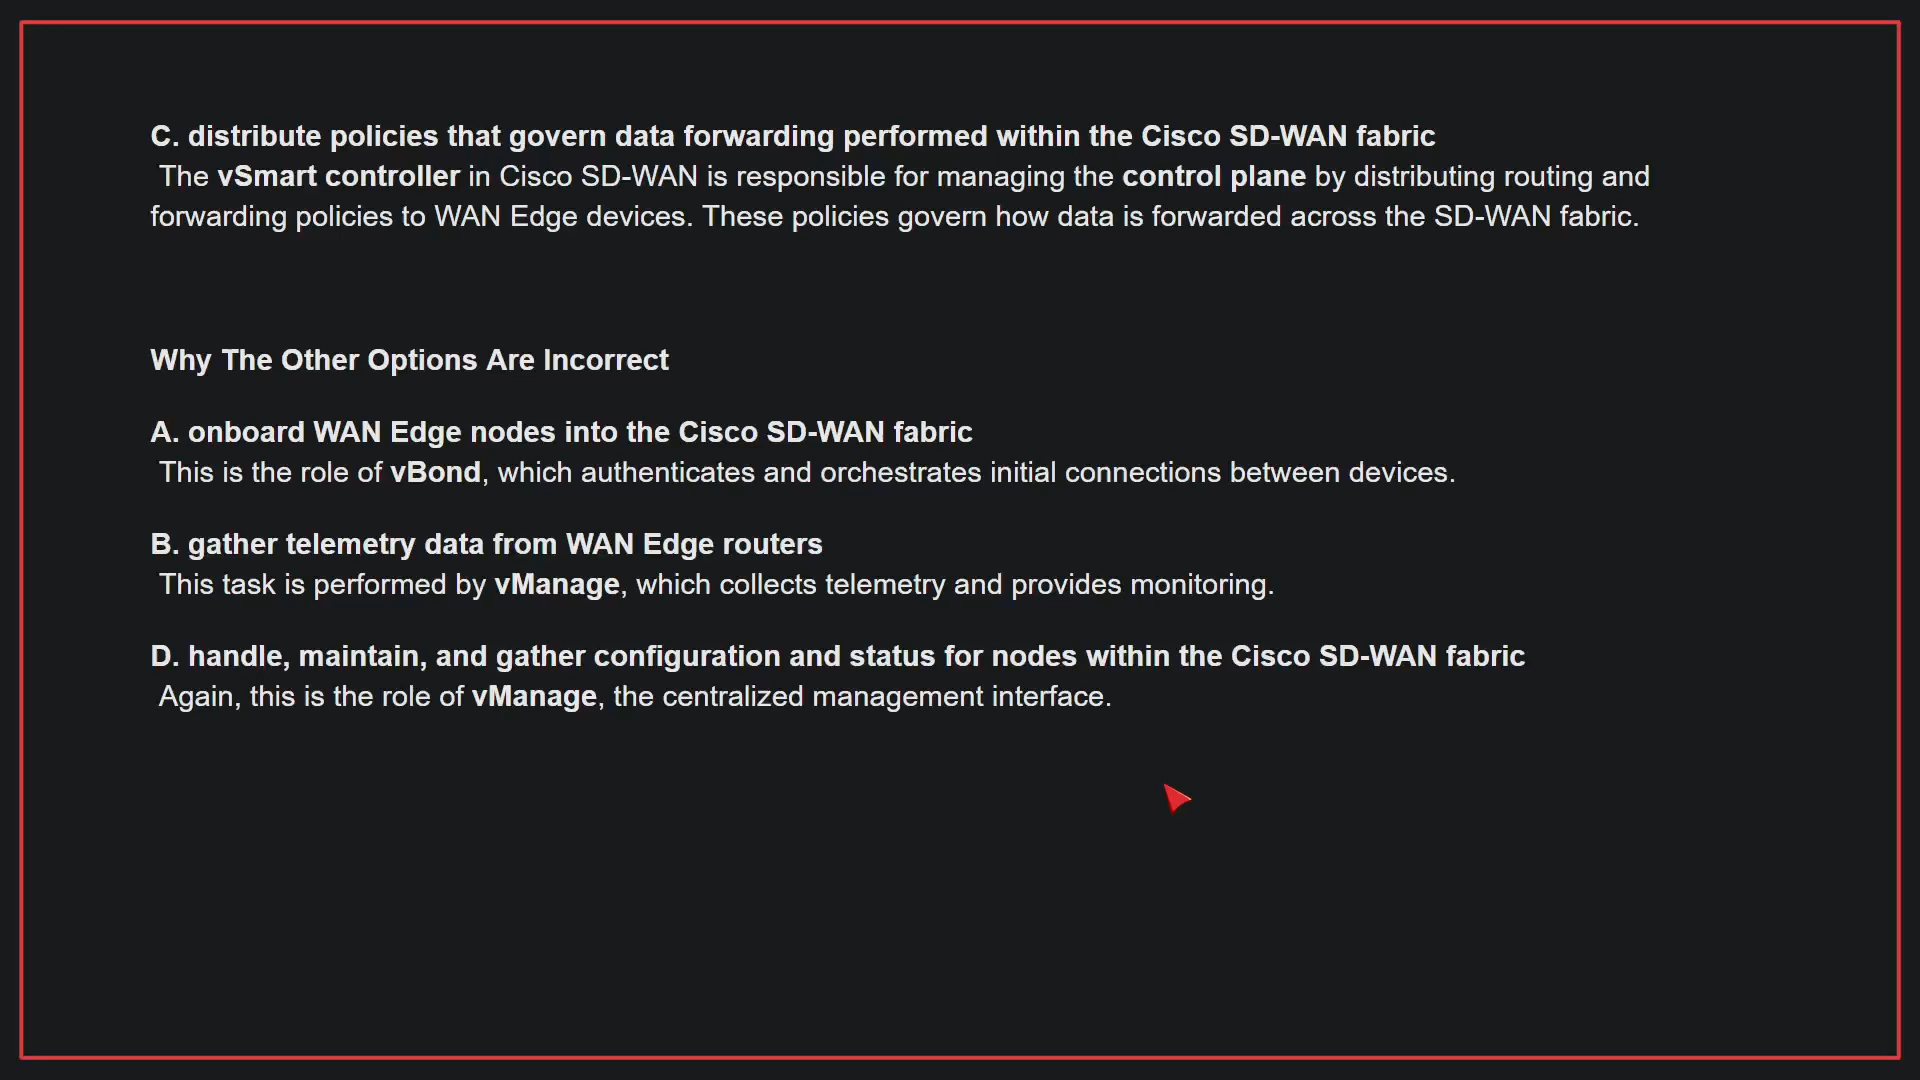 C. distribute policies that govern data forwarding performed within the Cisco SD-WAN fabric
The vSmart controller in Cisco SD-WAN is responsible for managing the control plane by distributing routing and
forwarding policies to WAN Edge devices. These policies govern how data is forwarded across the SD-WAN fabric.
Why The Other Options Are Incorrect
A. onboard WAN Edge nodes into the Cisco SD-WAN fabric
This is the role of vBond, which authenticates and orchestrates initial connections between devices.
B. gather telemetry data from WAN Edge routers
This task is performed by vManage, which collects telemetry and provides monitoring.
D. handle, maintain, and gather configuration and status for nodes within the Cisco SD-WAN fabric
Again, this is the role of vManage, the centralized management interface.